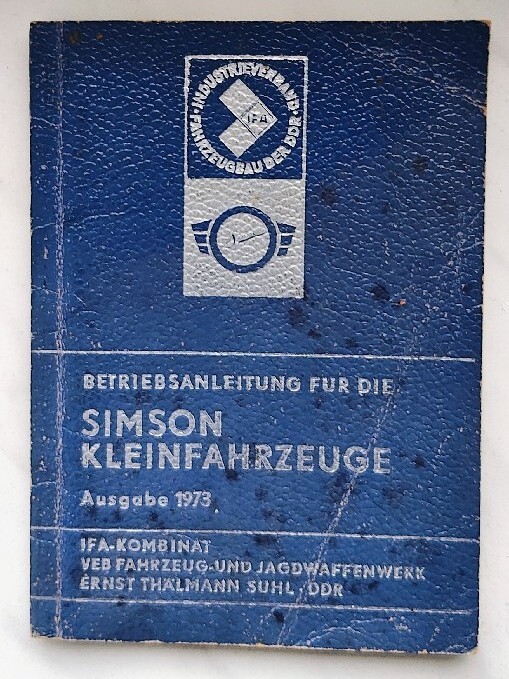 INDUSTRIEVERBAND
FAHRZEUGBAU DER DDR
IFA
BETRIEBSANLEITUNG FÜR DIE
SIMSON
KLEINFAHRZEUGE
Ausgabe 1973
IFA-KOMBINAT
VEB FAHRZEUG-UND JAGDWAFFENWERK
ERNST THÄLMANN SUHL, DDR